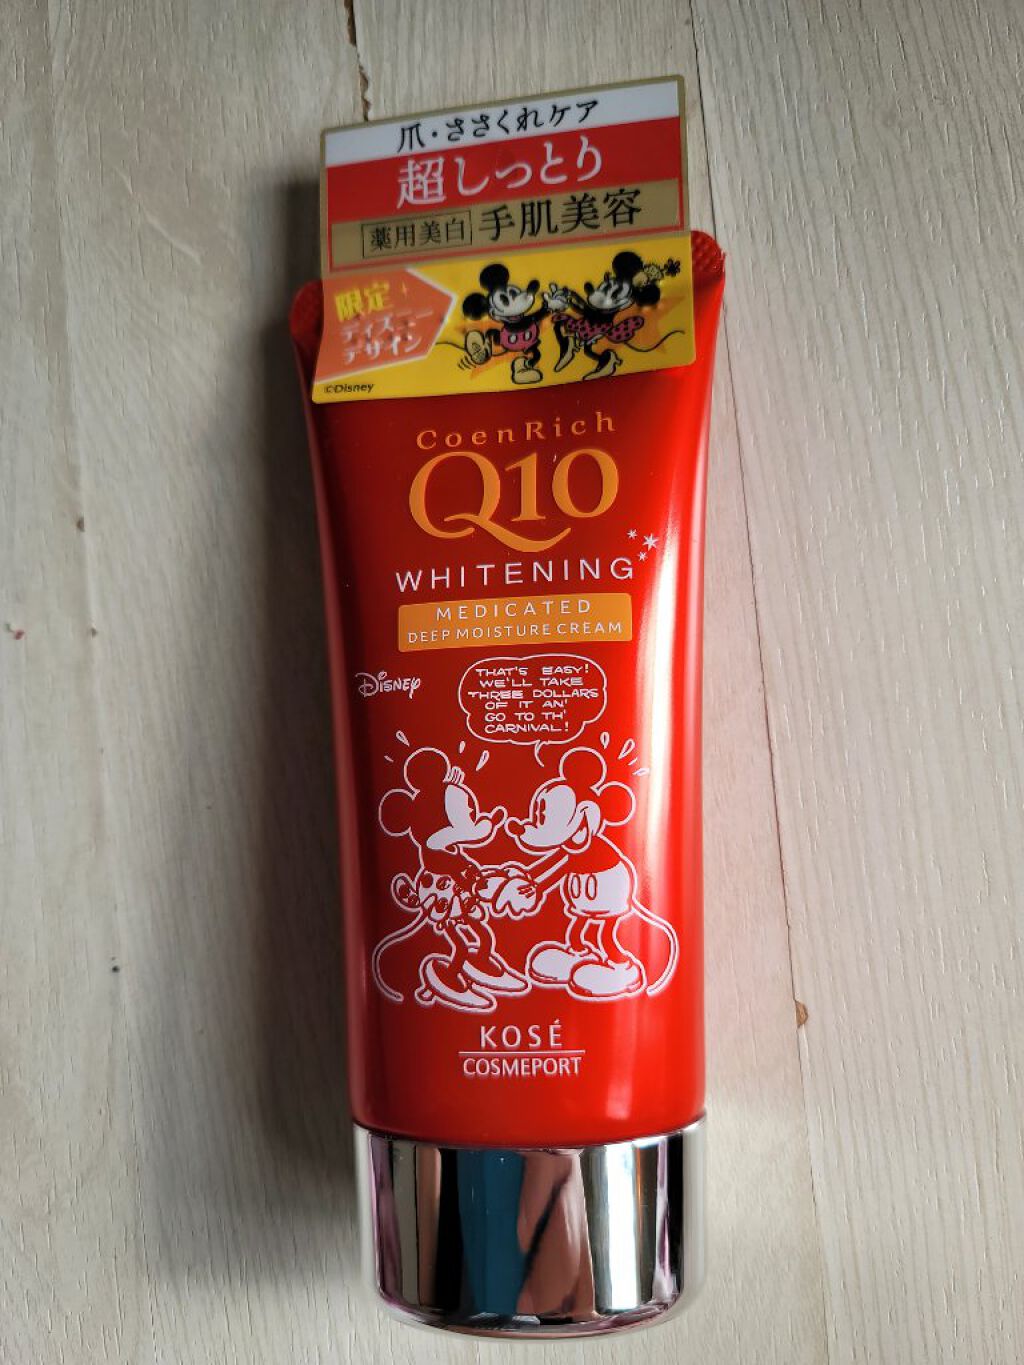 爪・ささくれケア
超しっとり
薬用美白 手肌美容
限定
ディズニー
デザイン
©Disney
CoenRich
Q10
WHITENING
MEDICATED
DEEP MOISTURE CREAM
Disney
THAT'S EASY!
WE'LL TAKE
THREE DOLLARS
OF IT AN'
GO TO TH'
CARNIVAL!
KOSÉ
COSMEPORT